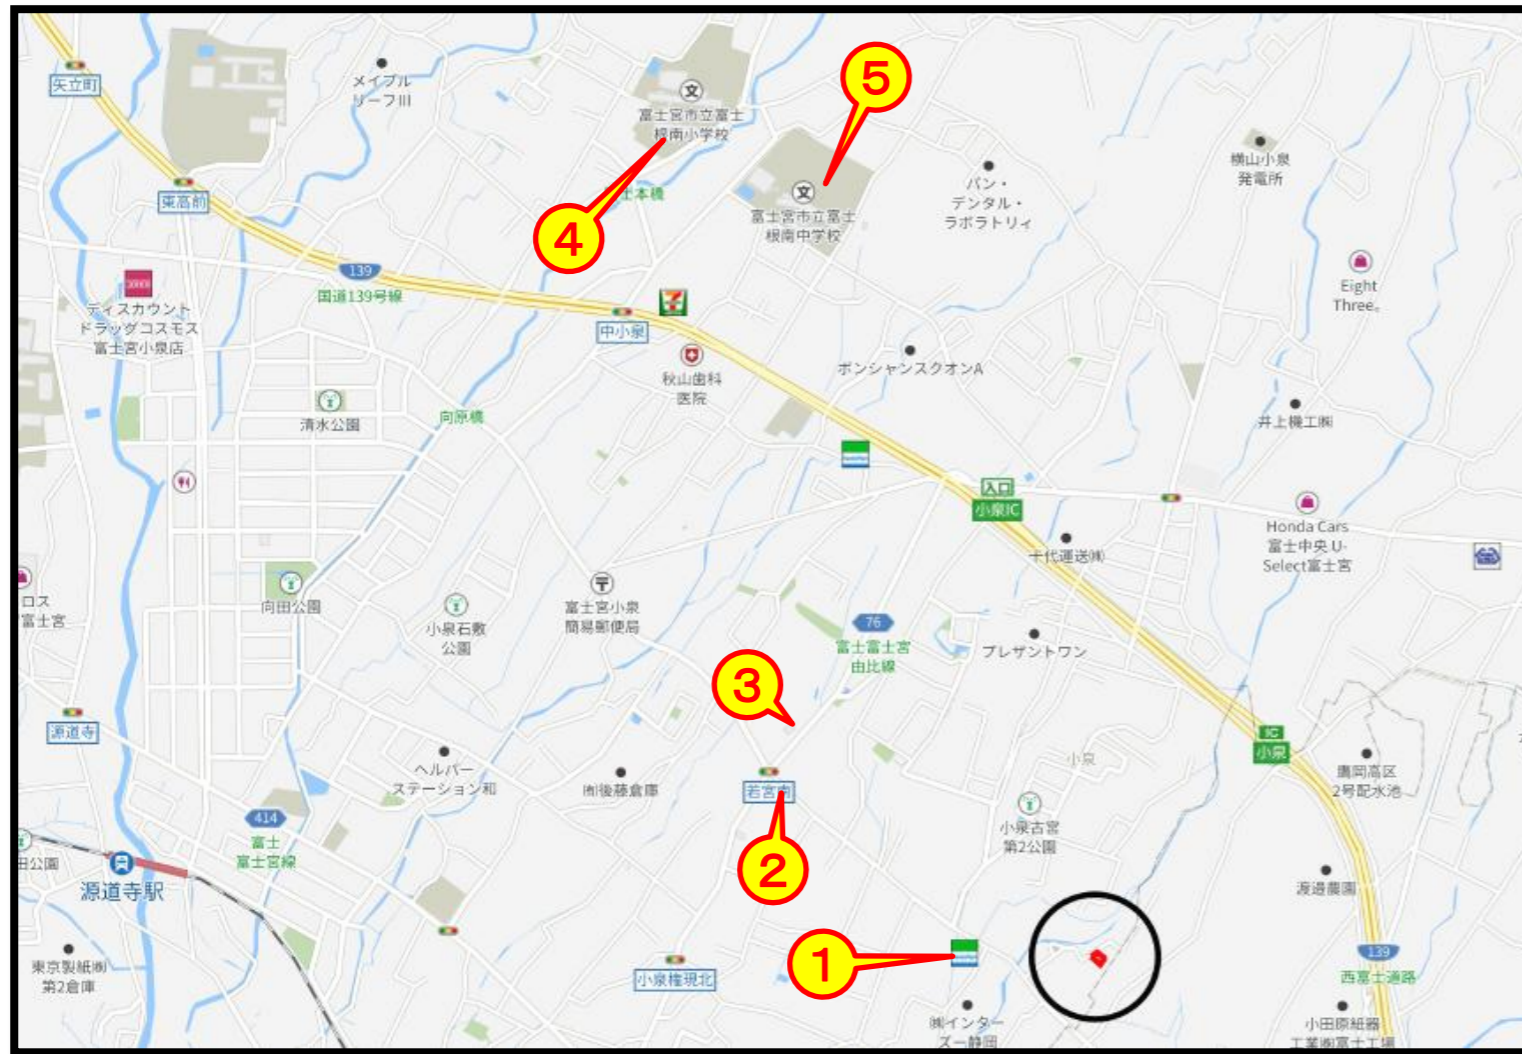 矢立町
メイプル
リーフIII
富士宮市立富士
根南小学校
⑤
横山小泉
発電所
東高前
士本橋
富士宮市立富士
根南中学校
パン・
デンタル・
ラボラトリィ
④
139
国道139号線
Eight
Three。
ディスカウント
ドラッグコスモス
富士宮小泉店
中小泉
秋山歯科
医院
ボンシャンスクオンA
清水公園
向原橋
井上機工㈱
入口
小泉IC
Honda Cars
富士中央 U-
Select富士宮
十代運送㈱
ロス
富士宮
向田公園
小泉石敷
公園
富士宮小泉
簡易郵便局
76
富士富士宮
由比線
プレザントワン
③
源道寺
IC
小泉
小泉
鷹岡高区
2号配水池
ヘルパー
ステーション和
㈲後藤倉庫
若宮南
414
富士
富士宮線
小泉古宮
第2公園
田公園
源道寺駅
②
渡邉農園
①
139
西富士道路
東京製紙㈱
第2倉庫
小泉権現北
㈱インター
ズー静岡
小田原紙器
工業㈱富士工場